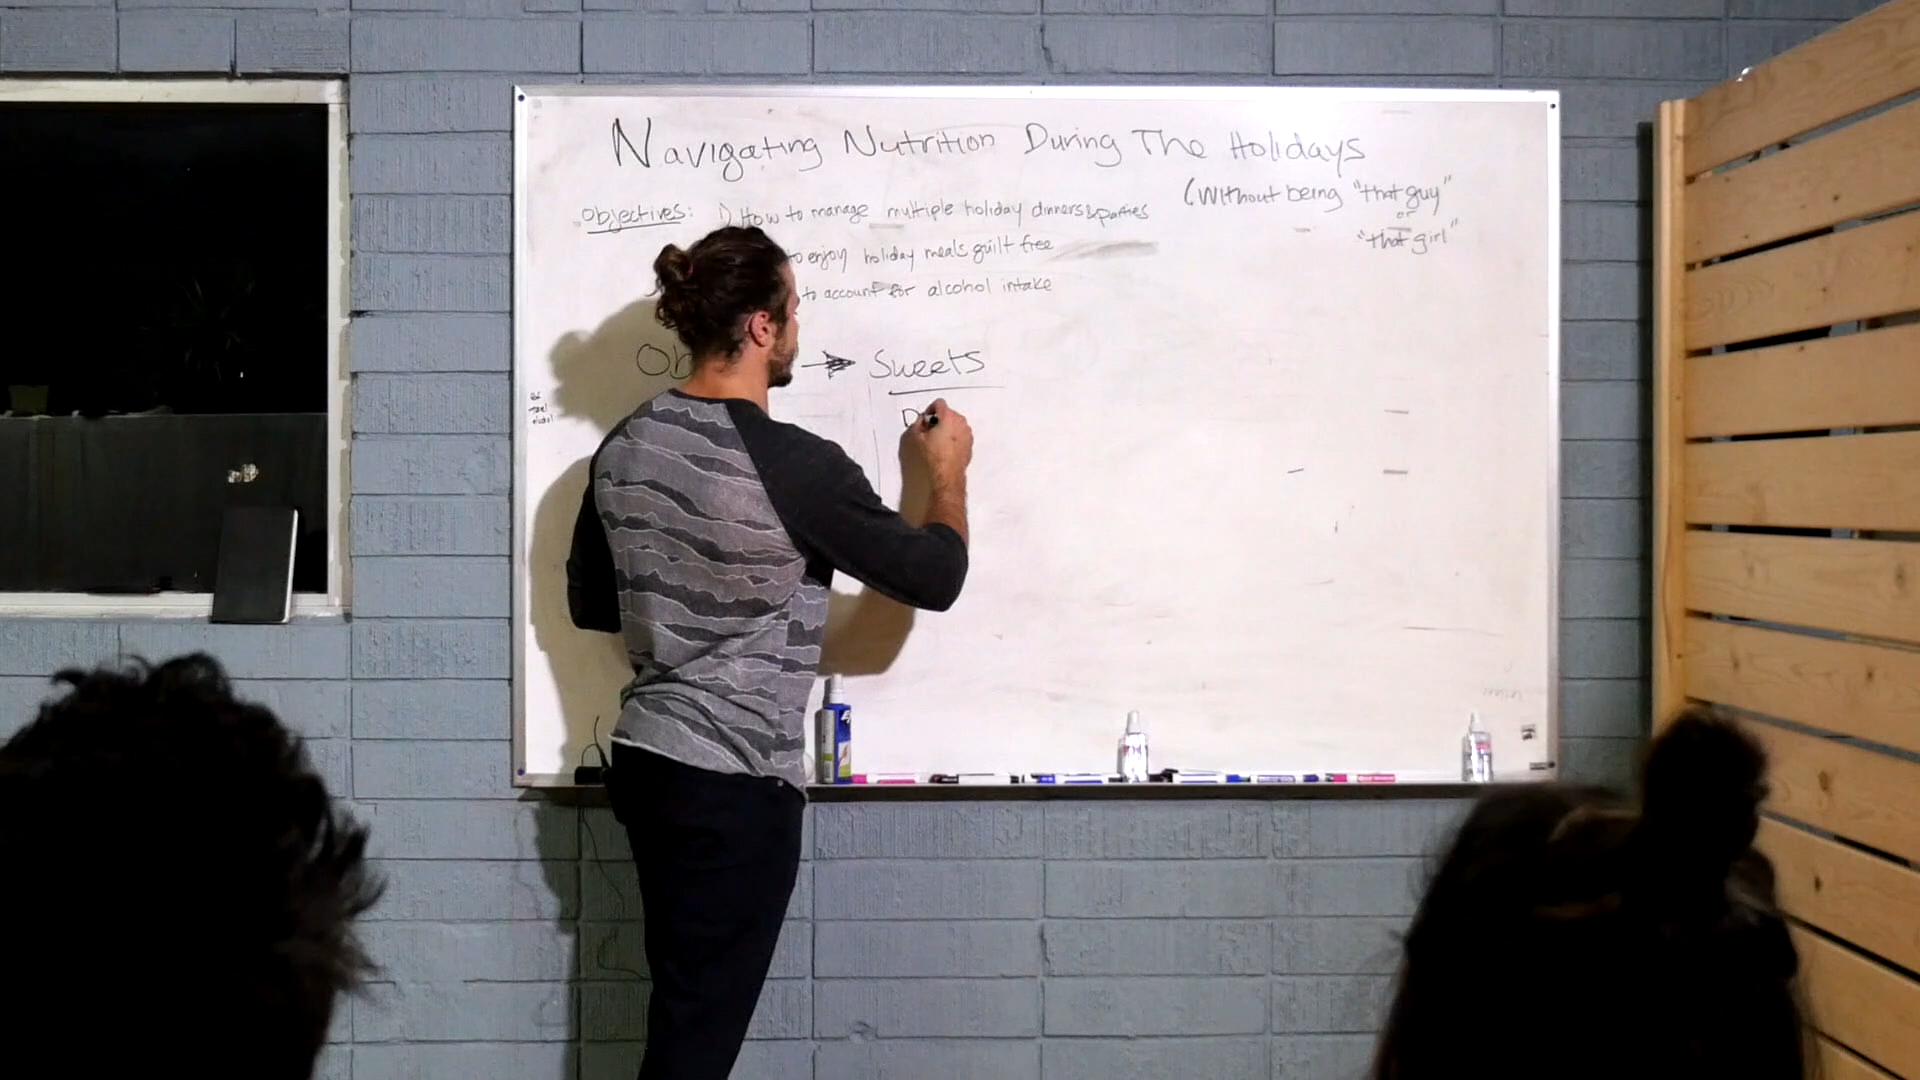 Navigating Nutrition During The Holidays
(Without being "that guy"
or
"that girl"
Objectives: 1) How to manage multiple holiday dinners & parties
to enjoy holiday meals guilt free
to account for alcohol intake
Ob
Sweets
D